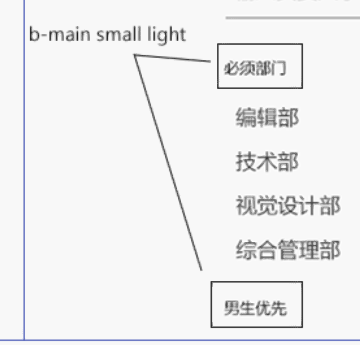 b-main small light
必须部门
编辑部
技术部
视觉设计部
综合管理部
男生优先